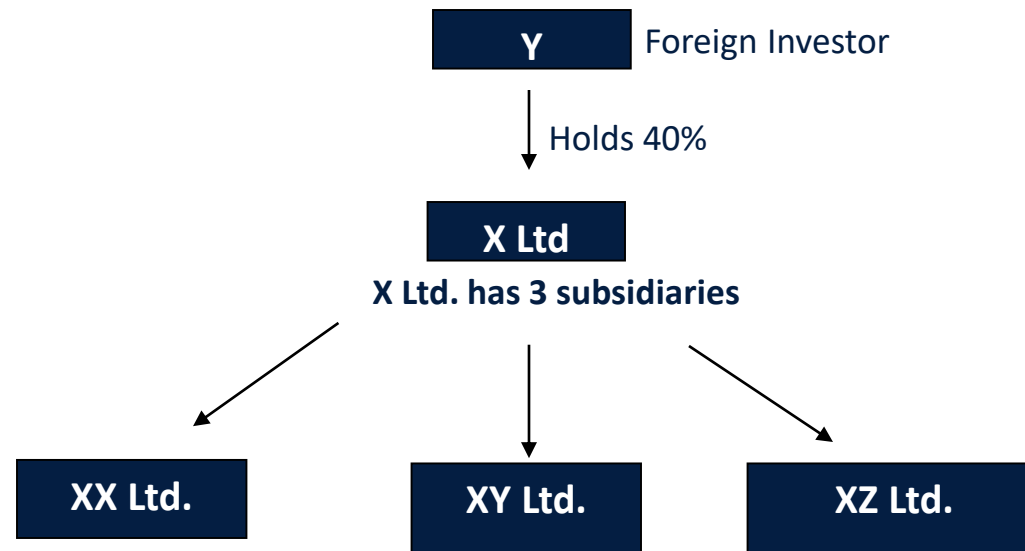 Y
Foreign Investor
Holds 40%
X Ltd
X Ltd. has 3 subsidiaries
XX Ltd.
XY Ltd.
XZ Ltd.